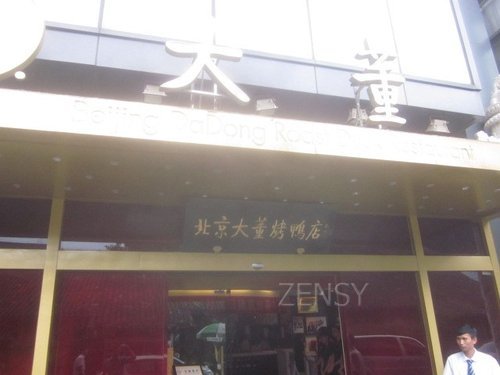 大董
Beijing DaDong Roast Duck Restaurant
北京大董烤鸭店
ZENSY